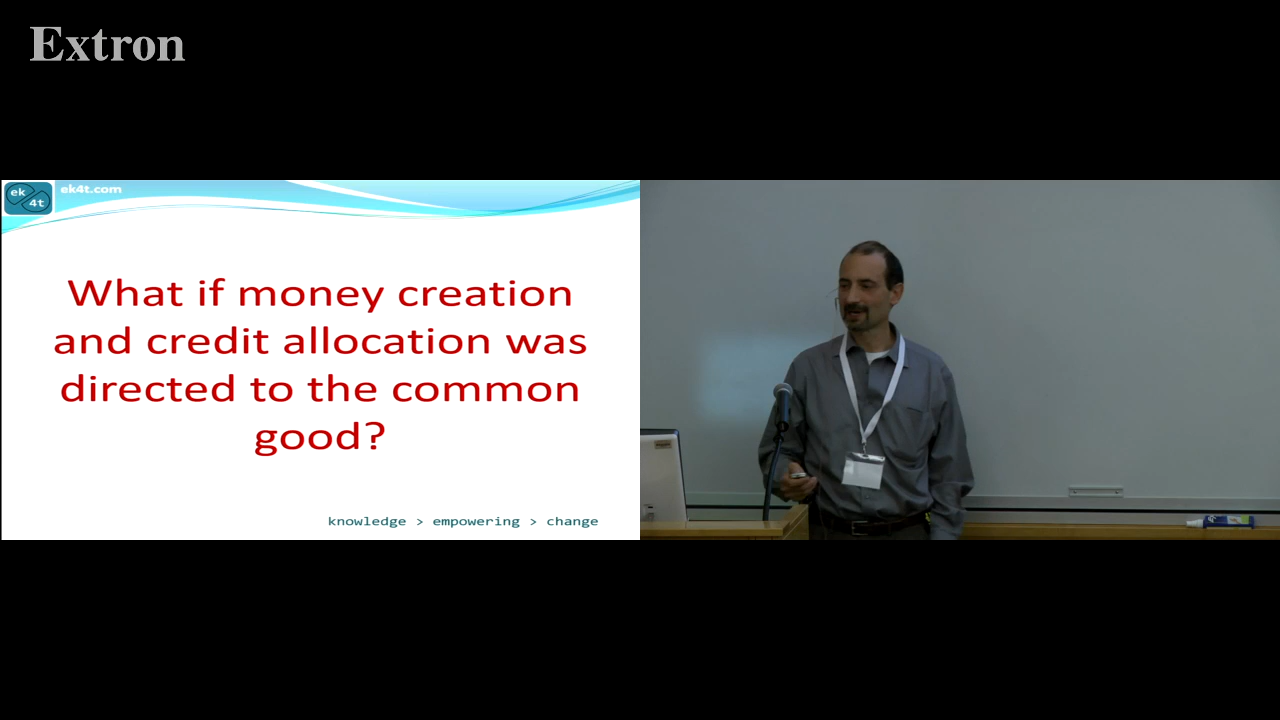 Extron
ek
4t
ek4t.com
What if money creation
and credit allocation was
directed to the common
good?
knowledge > empowering > change